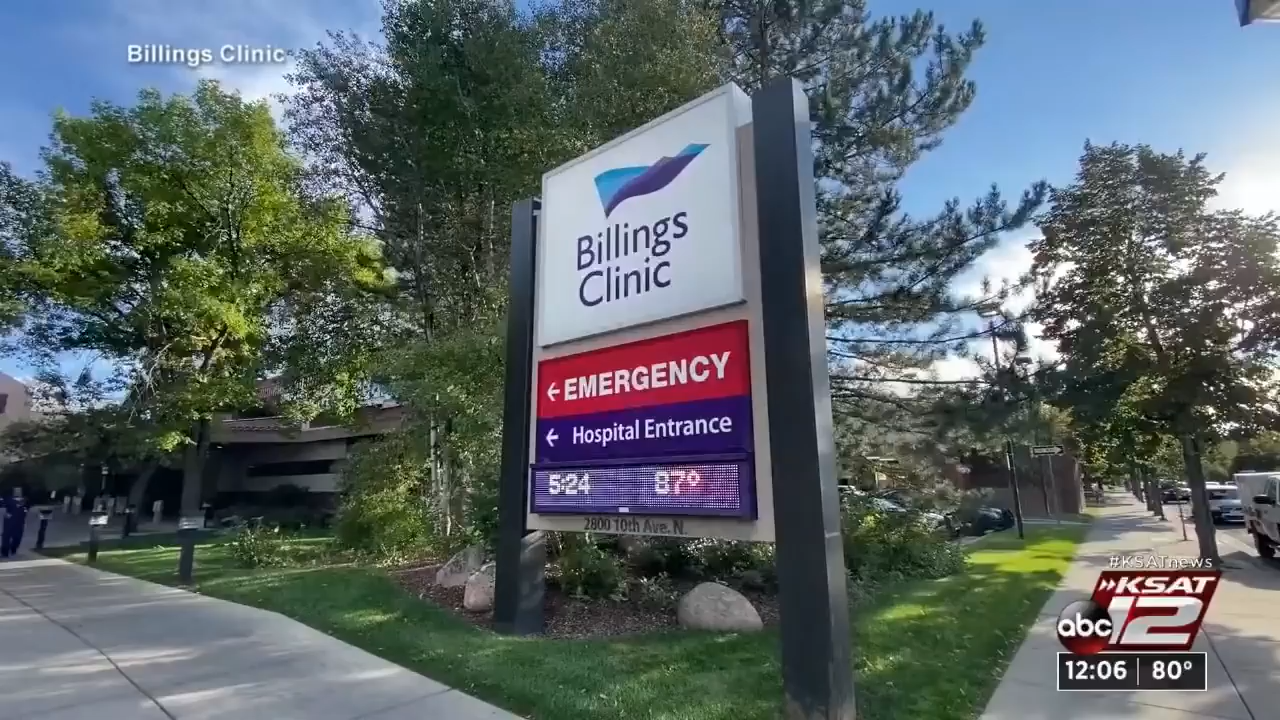 Billings Clinic
Billings
Clinic
← EMERGENCY
← Hospital Entrance
5:24 87°
2800 10th Ave. N.
#KSATnews
KSAT
abc 12
12:06 80°